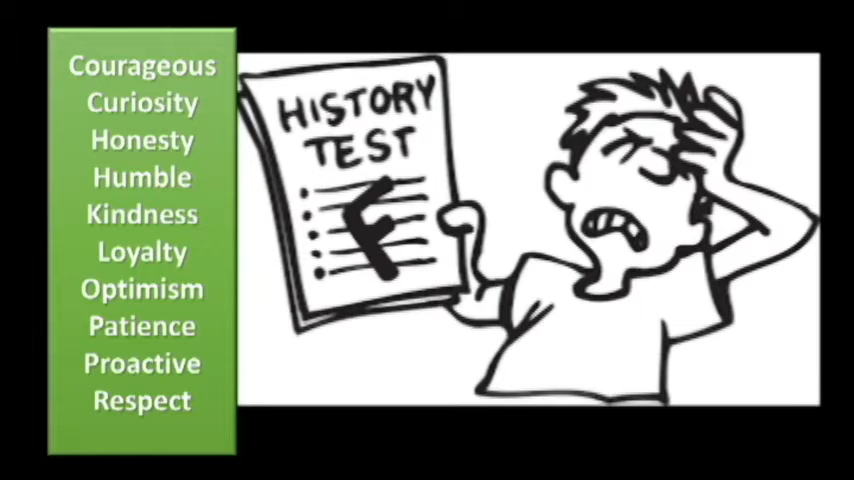 Courageous
Curiosity
Honesty
Humble
Kindness
Loyalty
Optimism
Patience
Proactive
Respect
HISTORY
TEST
F